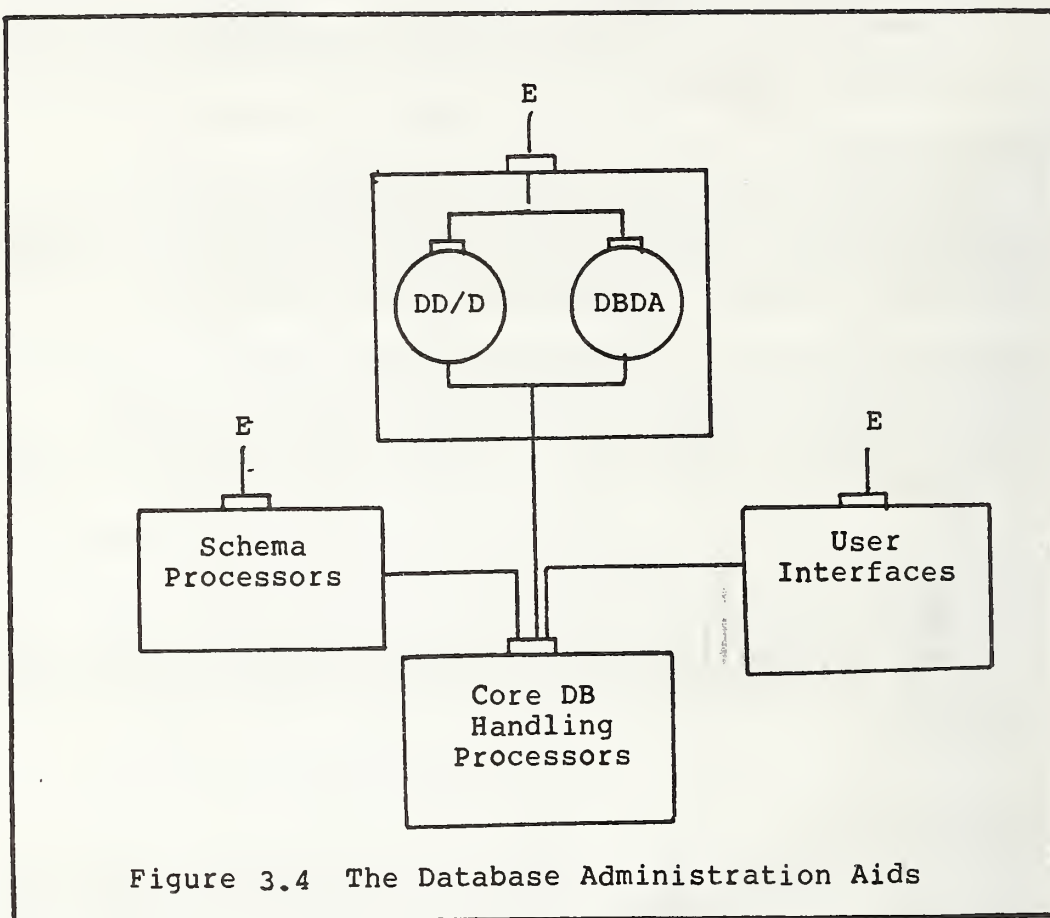 E
DD/D
DBDA
E
E
Schema
Processors
User
Interfaces
Core DB
Handling
Processors
Figure 3.4 The Database Administration Aids